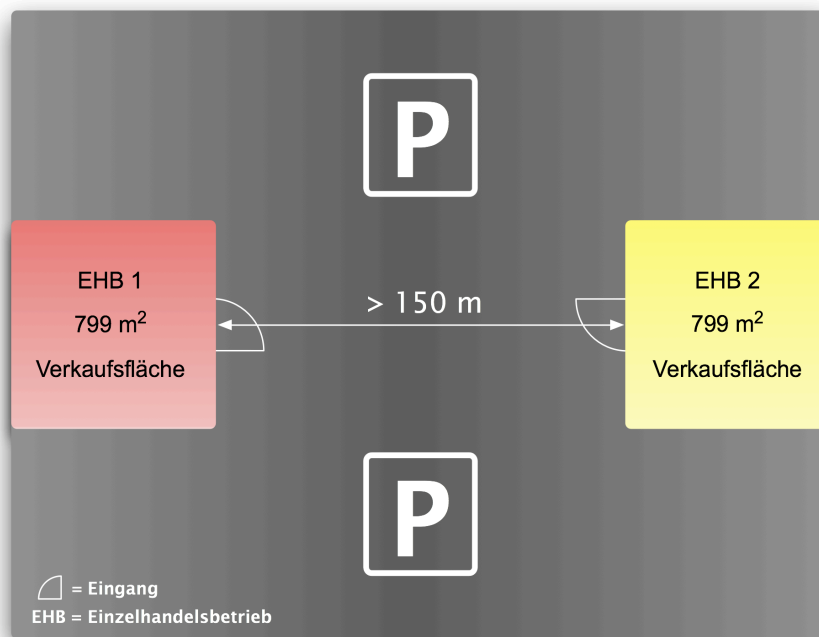 P
EHB 1
799 m²
Verkaufsfläche
> 150 m
EHB 2
799 m²
Verkaufsfläche
P
= Eingang
EHB = Einzelhandelsbetrieb